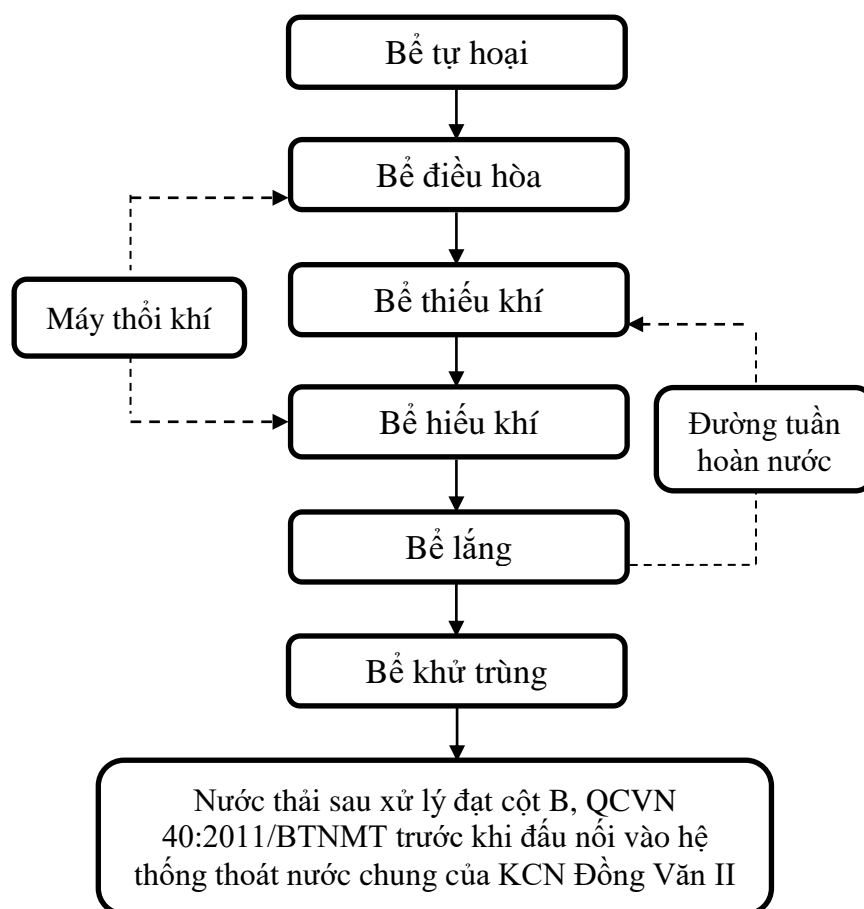 Bể tự hoại
Bể điều hòa
Bể thiếu khí
Máy thổi khí
Bể hiếu khí
Đường tuần
hoàn nước
Bể lắng
Bể khử trùng
Nước thải sau xử lý đạt cột B, QCVN
40:2011/BTNMT trước khi đấu nối vào hệ
thống thoát nước chung của KCN Đồng Văn II